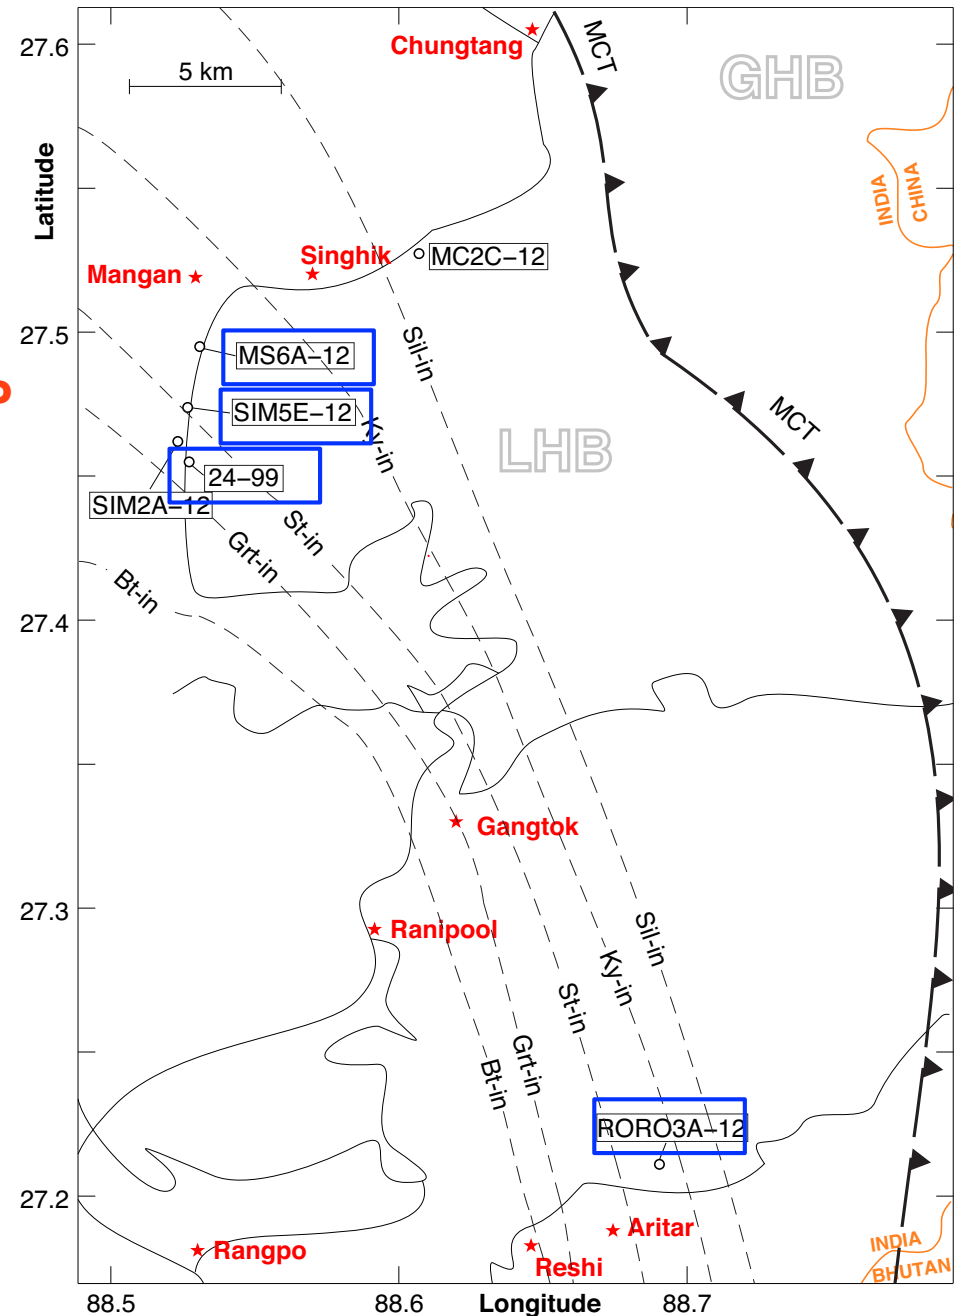 27.6
Chungtang
MCT
GHB
5 km
Latitude
INDIA
CHINA
Singhik
MC2C–12
Mangan
27.5
MS6A–12
Sil-in
SIM5E–12
MCT
Ky-in
LHB
24–99
SIM2A–12
St-in
Grt-in
Bt-in
27.4
Gangtok
27.3
Ranipool
Sil-in
Ky-in
St-in
Grt-in
Bt-in
RORO3A–12
27.2
Aritar
Rangpo
Reshi
INDIA
BHUTAN
88.5
88.6
Longitude
88.7